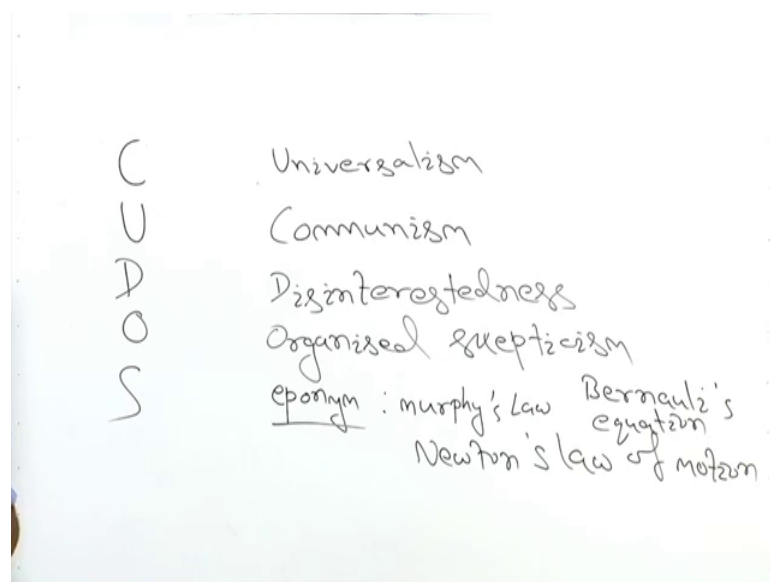 C Universalism
U Communism
D Disinterestedness
O Organised skepticism
S eponym : murphy's Law Bernauli's
equation
Newton's law of motion